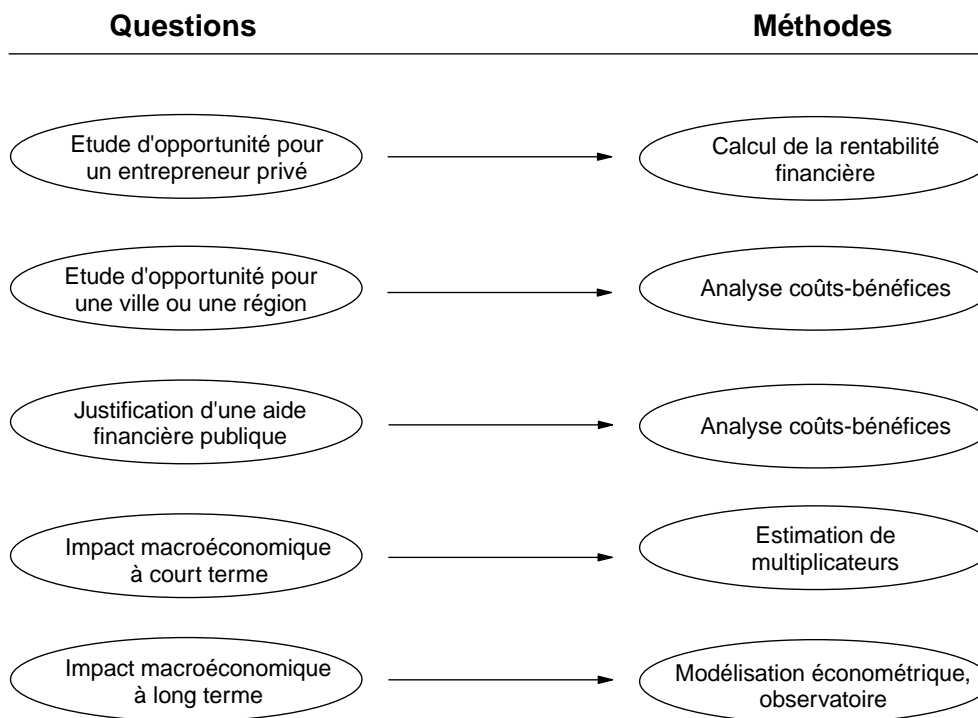 Questions
Méthodes
Etude d'opportunité pour
un entrepreneur privé
Calcul de la rentabilité
financière
Etude d'opportunité pour
une ville ou une région
Analyse coûts-bénéfices
Justification d'une aide
financière publique
Analyse coûts-bénéfices
Impact macroéconomique
à court terme
Estimation de
multiplicateurs
Impact macroéconomique
à long terme
Modélisation économétrique,
observatoire